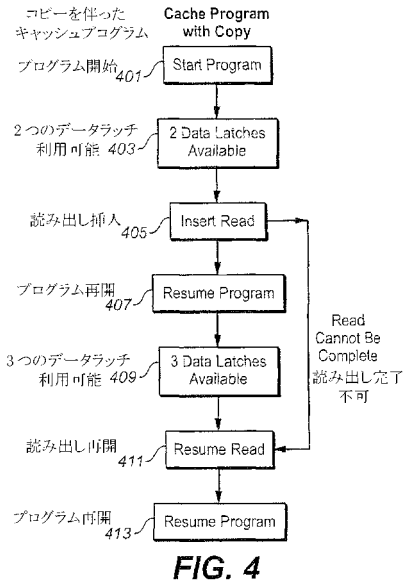 コピーを伴った
キャッシュプログラム
Cache Program
with Copy
プログラム開始
401
Start Program
2つのデータラッチ
利用可能
403
2 Data Latches
Available
読み出し挿入
405
Insert Read
プログラム再開
407
Resume Program
Read
Cannot Be
Complete
読み出し完了
不可
3つのデータラッチ
利用可能
409
3 Data Latches
Available
読み出し再開
411
Resume Read
プログラム再開
413
Resume Program
FIG. 4